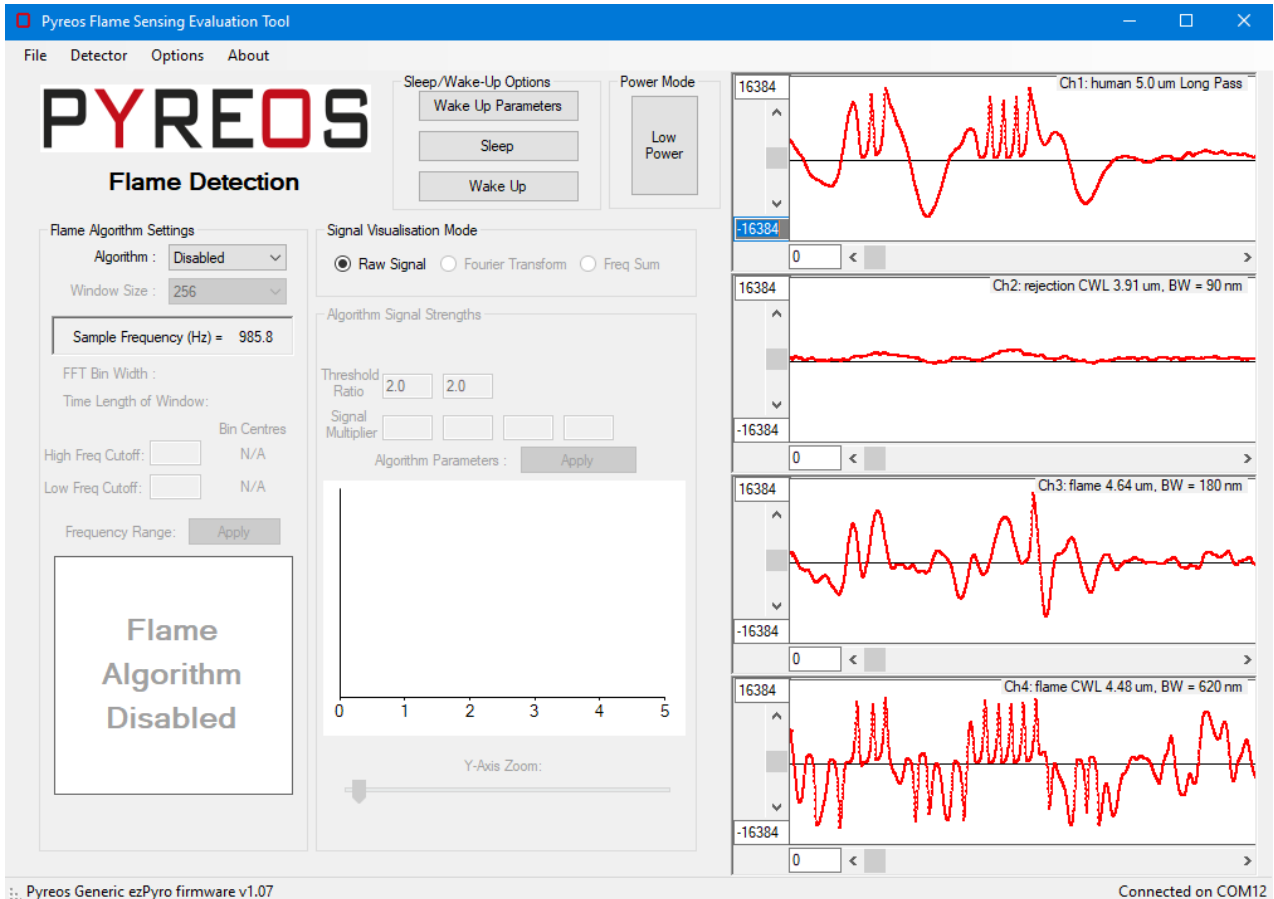 Pyreos Flame Sensing Evaluation Tool
File Detector Options About
PYREOS
Flame Detection
Sleep/Wake-Up Options
Wake Up Parameters
Sleep
Wake Up
Power Mode
Low
Power
Flame Algorithm Settings
Algorithm : Disabled
Window Size : 256
Sample Frequency (Hz) = 985.8
FFT Bin Width :
Time Length of Window:
Bin Centres
High Freq Cutoff: N/A
Low Freq Cutoff: N/A
Frequency Range: Apply
Flame
Algorithm
Disabled
Signal Visualisation Mode
Raw Signal Fourier Transform Freq Sum
Algorithm Signal Strengths
Threshold
Ratio 2.0 2.0
Signal
Multiplier
Algorithm Parameters : Apply
0 1 2 3 4 5
Y-Axis Zoom:
16384 Ch1: human 5.0 um Long Pass
-16384
0
16384 Ch2: rejection CWL 3.91 um, BW = 90 nm
-16384
0
16384 Ch3: flame 4.64 um, BW = 180 nm
-16384
0
16384 Ch4: flame CWL 4.48 um, BW = 620 nm
-16384
0
Pyreos Generic ezPyro firmware v1.07
Connected on COM12